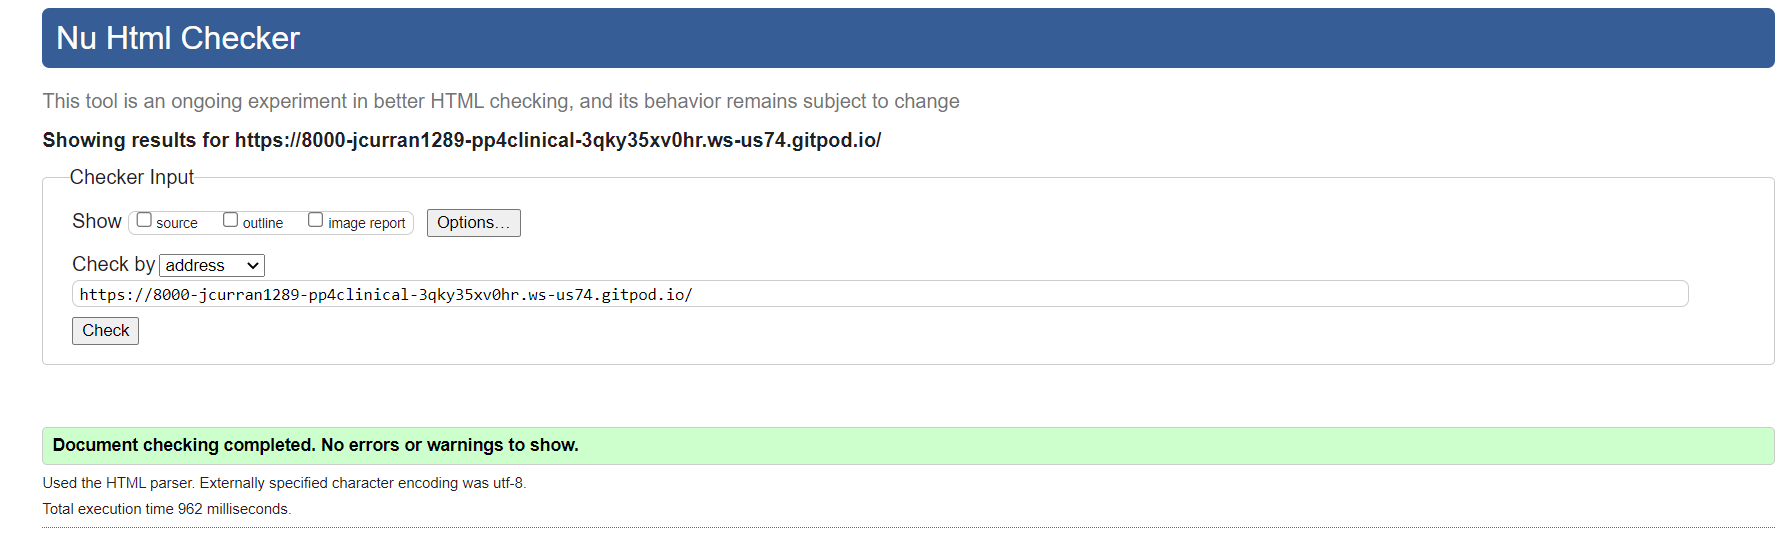 Nu Html Checker
This tool is an ongoing experiment in better HTML checking, and its behavior remains subject to change
Showing results for https://8000-jcurran1289-pp4clinical-3qky35xv0hr.ws-us74.gitpod.io/
Checker Input
Show source outline image report Options...
Check by address
https://8000-jcurran1289-pp4clinical-3qky35xv0hr.ws-us74.gitpod.io/
Check
Document checking completed. No errors or warnings to show.
Used the HTML parser. Externally specified character encoding was utf-8.
Total execution time 962 milliseconds.